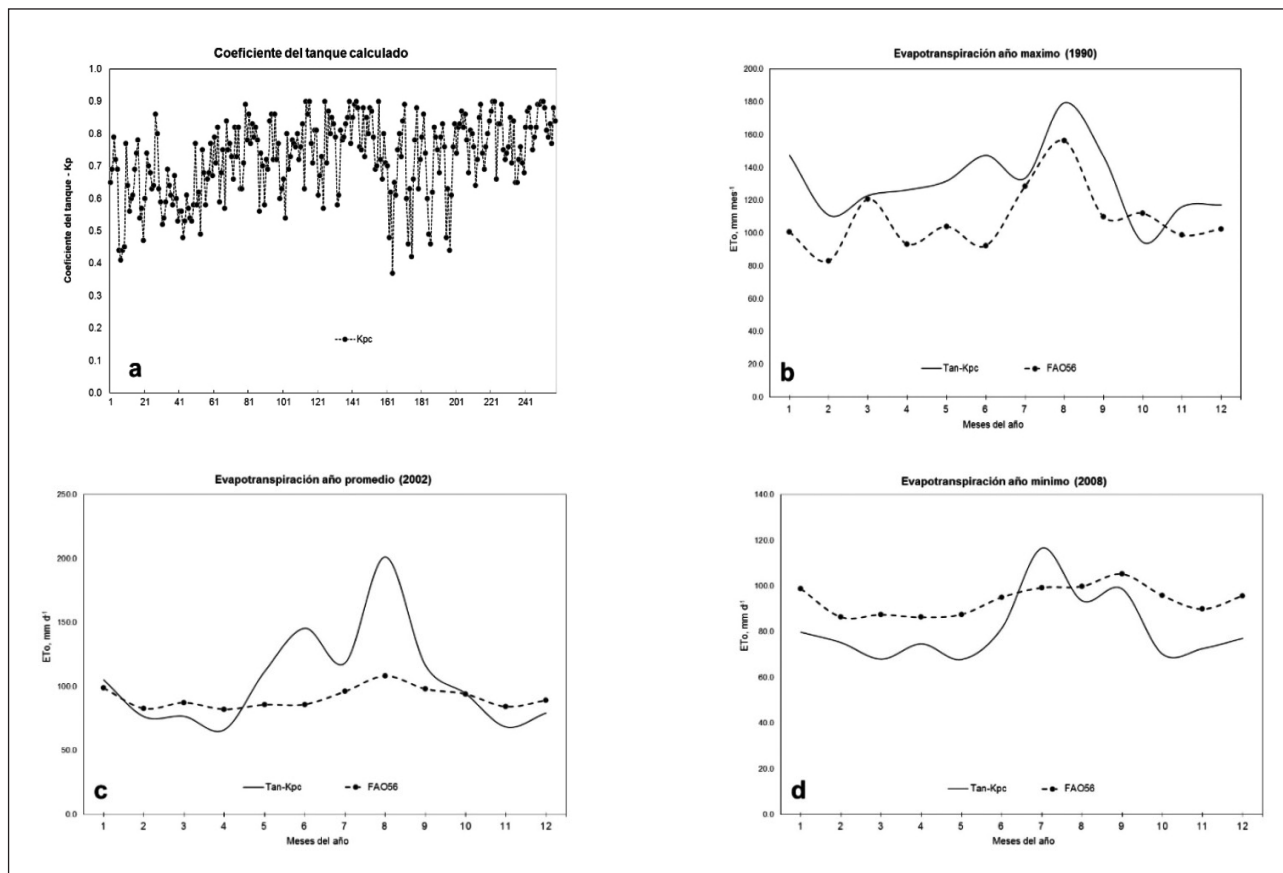 Coeficiente del tanque calculado
1.0
0.9
0.8
0.7
0.6
0.5
0.4
0.3
0.2
0.1
0.0
Coeficiente del tanque - Kp
Kpc
a
1 21 41 61 81 101 121 141 161 181 201 221 241
Evapotranspiración año maximo (1990)
200.0
180.0
160.0
140.0
120.0
100.0
80.0
60.0
40.0
20.0
0.0
ETo, mm mes-1
Tan-Kpc FAO56
b
1 2 3 4 5 6 7 8 9 10 11 12
Meses del año
Evapotranspiración año promedio (2002)
250.0
200.0
150.0
100.0
50.0
0.0
ETo, mm d-1
Tan-Kpc FAO56
c
1 2 3 4 5 6 7 8 9 10 11 12
Meses del año
Evapotranspiración año minimo (2008)
140.0
120.0
100.0
80.0
60.0
40.0
20.0
0.0
ETo, mm d-1
Tan-Kpc FAO56
d
1 2 3 4 5 6 7 8 9 10 11 12
Meses del año